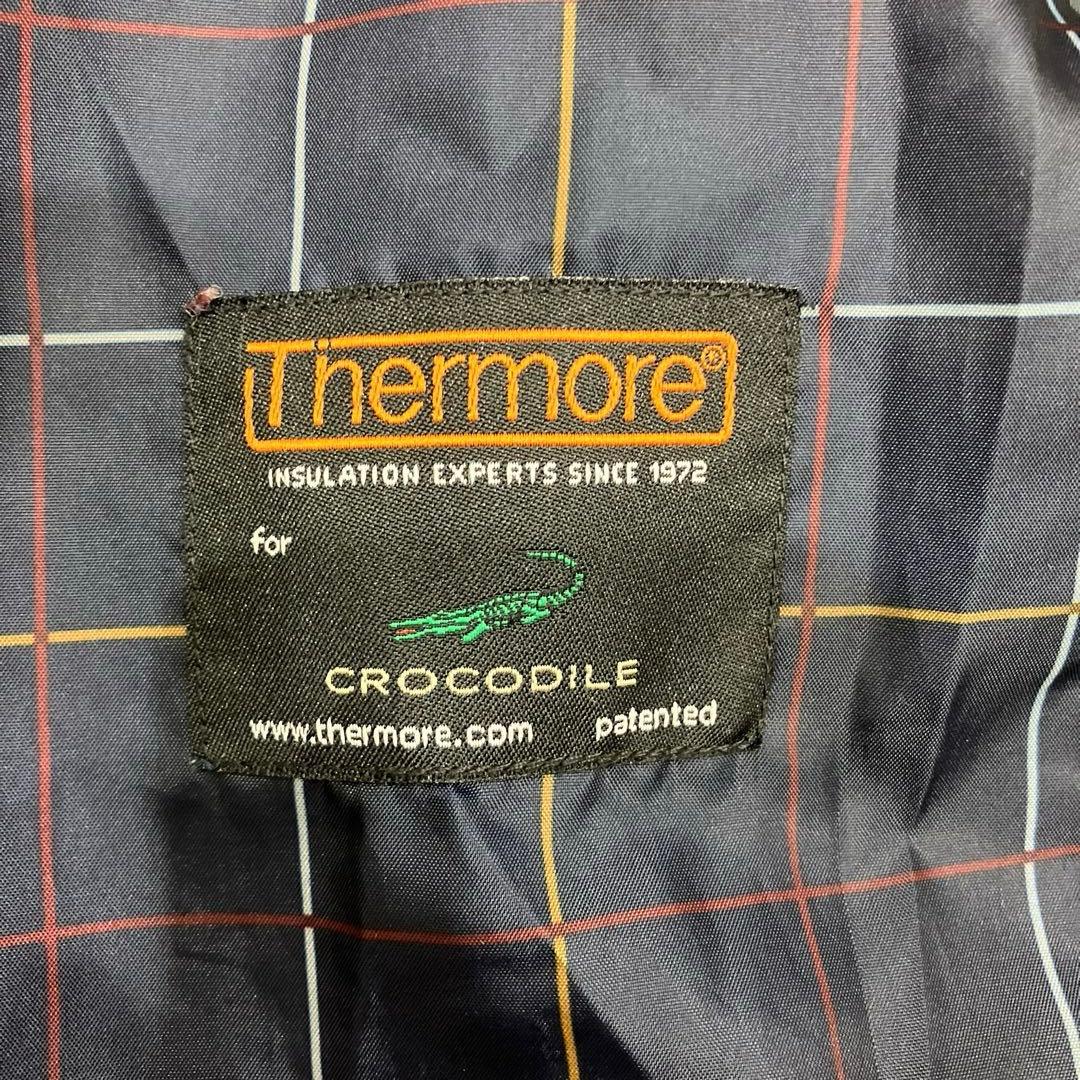 Thermore®
INSULATION EXPERTS SINCE 1972
for
CROCODILE
www.thermore.com patented